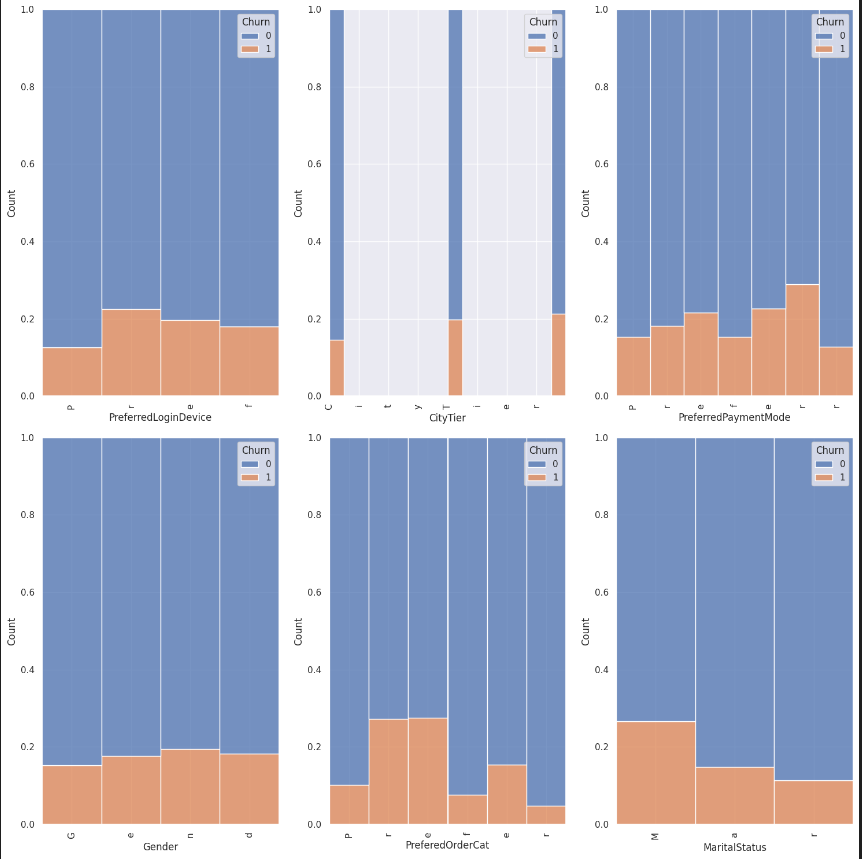 Churn
0
1
1.0
0.8
0.6
0.4
0.2
0.0
Count
P
r
e
f
PreferredLoginDevice
Churn
0
1
1.0
0.8
0.6
0.4
0.2
0.0
Count
C
i
t
y
T
i
e
r
CityTier
Churn
0
1
1.0
0.8
0.6
0.4
0.2
0.0
Count
P
r
e
f
e
r
r
PreferredPaymentMode
Churn
0
1
1.0
0.8
0.6
0.4
0.2
0.0
Count
G
e
n
d
Gender
Churn
0
1
1.0
0.8
0.6
0.4
0.2
0.0
Count
P
r
e
f
e
r
PreferedOrderCat
Churn
0
1
1.0
0.8
0.6
0.4
0.2
0.0
Count
M
a
r
MaritalStatus